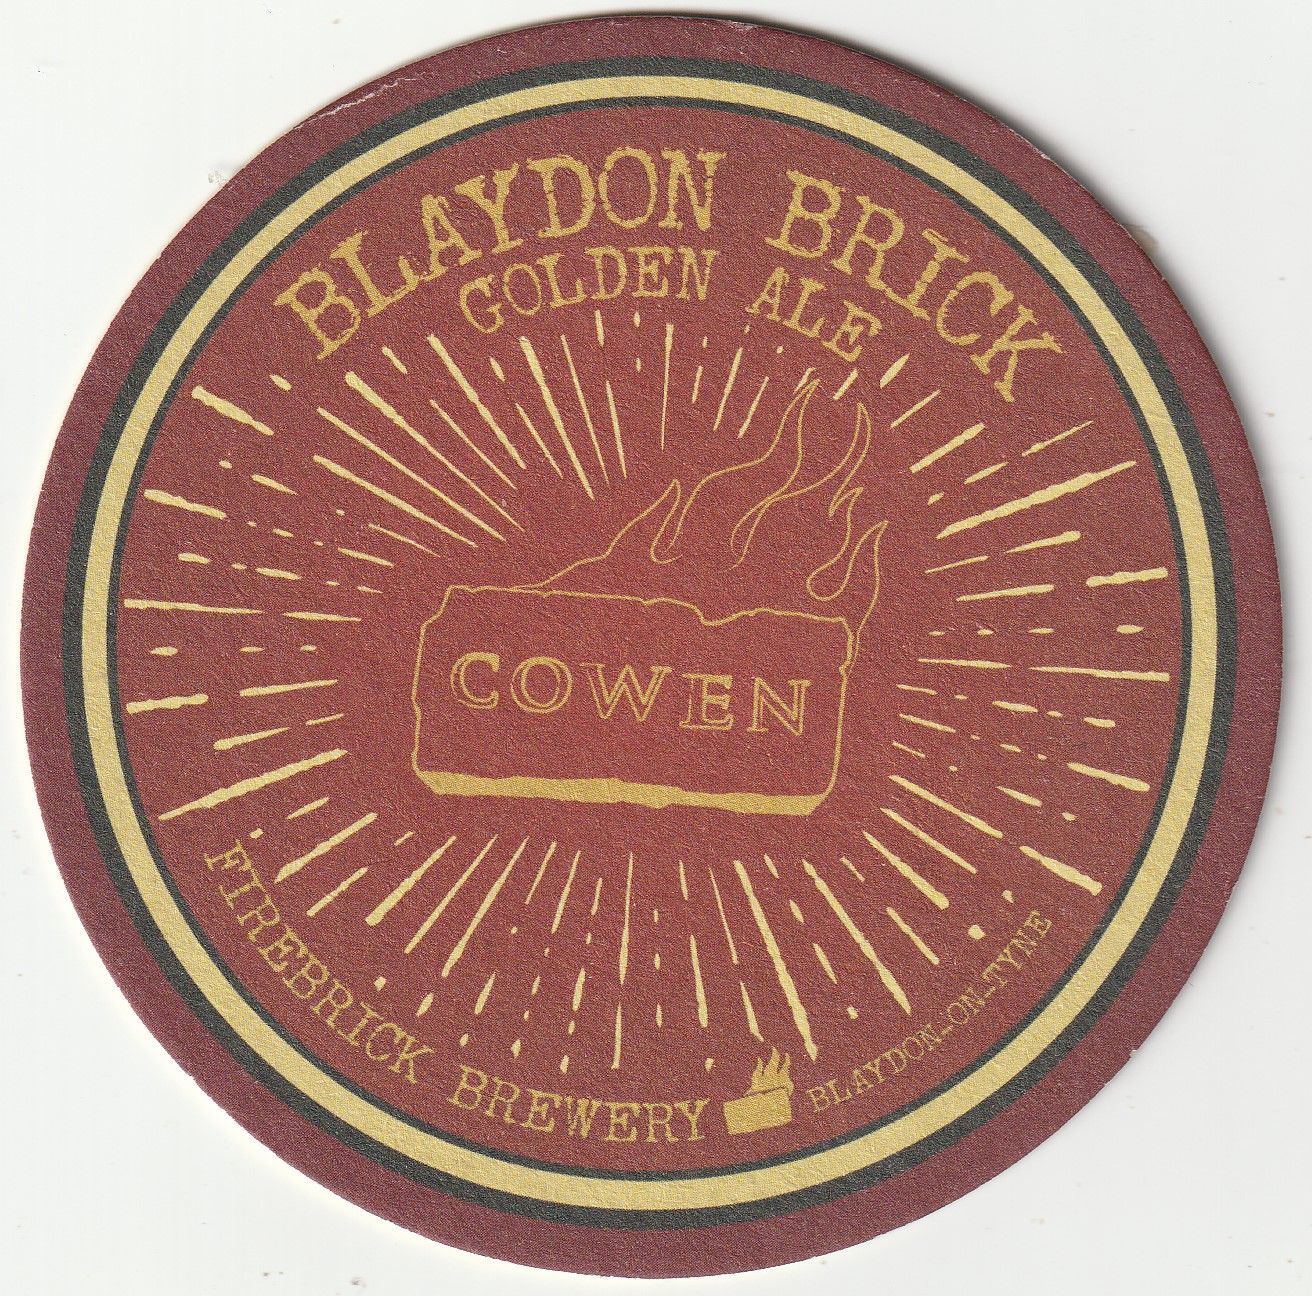 BLAYDON BRICK
GOLDEN ALE
COWEN
FIREBRICK BREWERY
BLAYDON-ON-TYNE